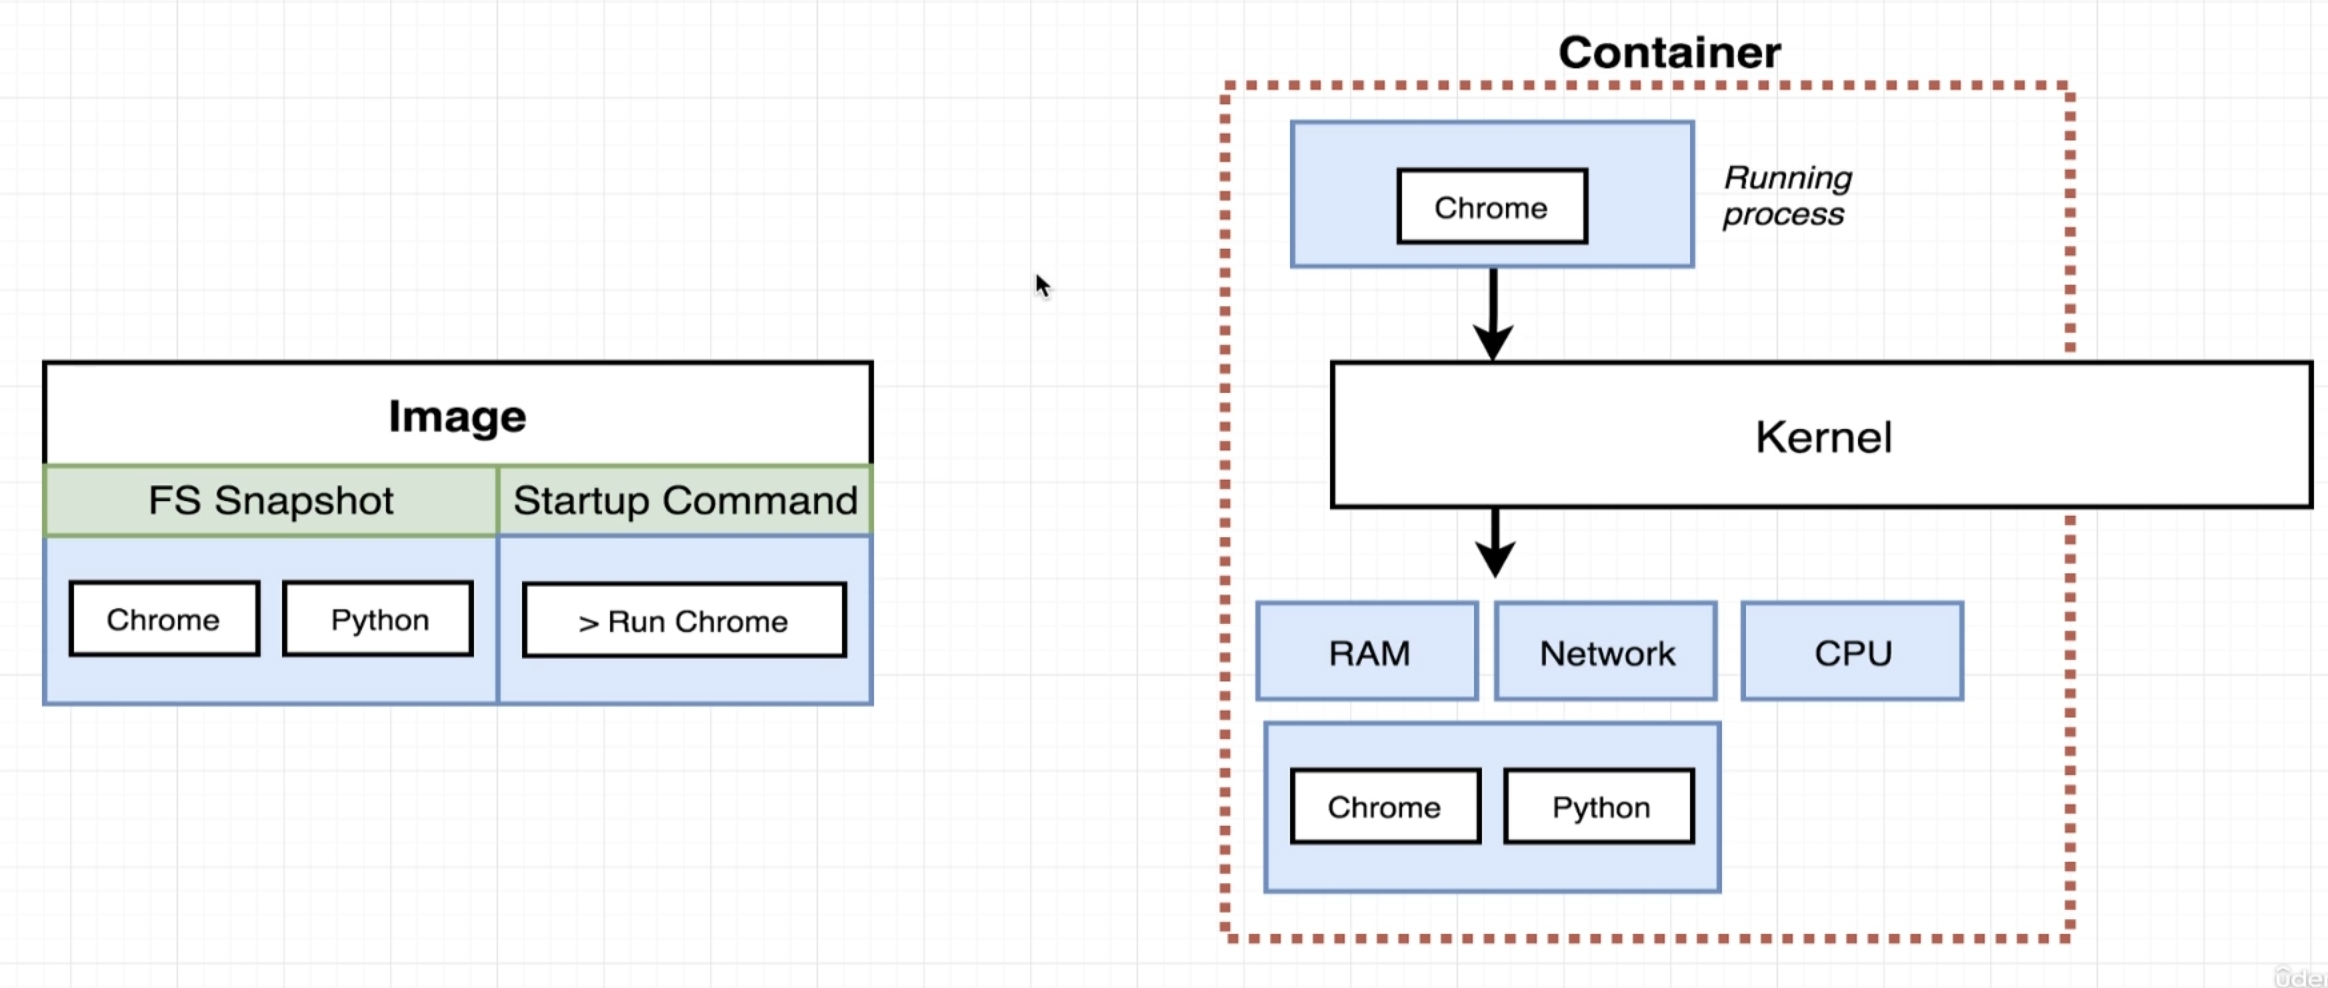 Container
Chrome
Running
process
Kernel
Image
FS Snapshot
Startup Command
Chrome
Python
> Run Chrome
RAM
Network
CPU
Chrome
Python